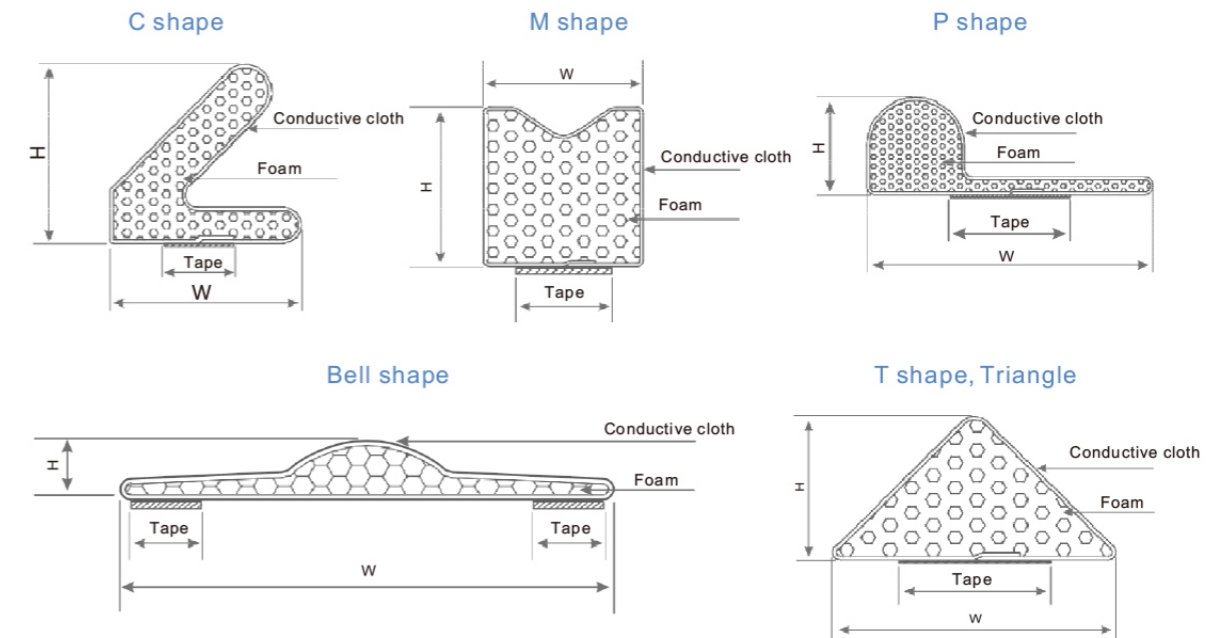 C shape
M shape
P shape
H
Conductive cloth
Foam
Tape
W
W
H
Conductive cloth
Foam
Tape
H
Conductive cloth
Foam
Tape
W
Bell shape
T shape, Triangle
H
Conductive cloth
Foam
Tape
Tape
W
H
Conductive cloth
Foam
Tape
W